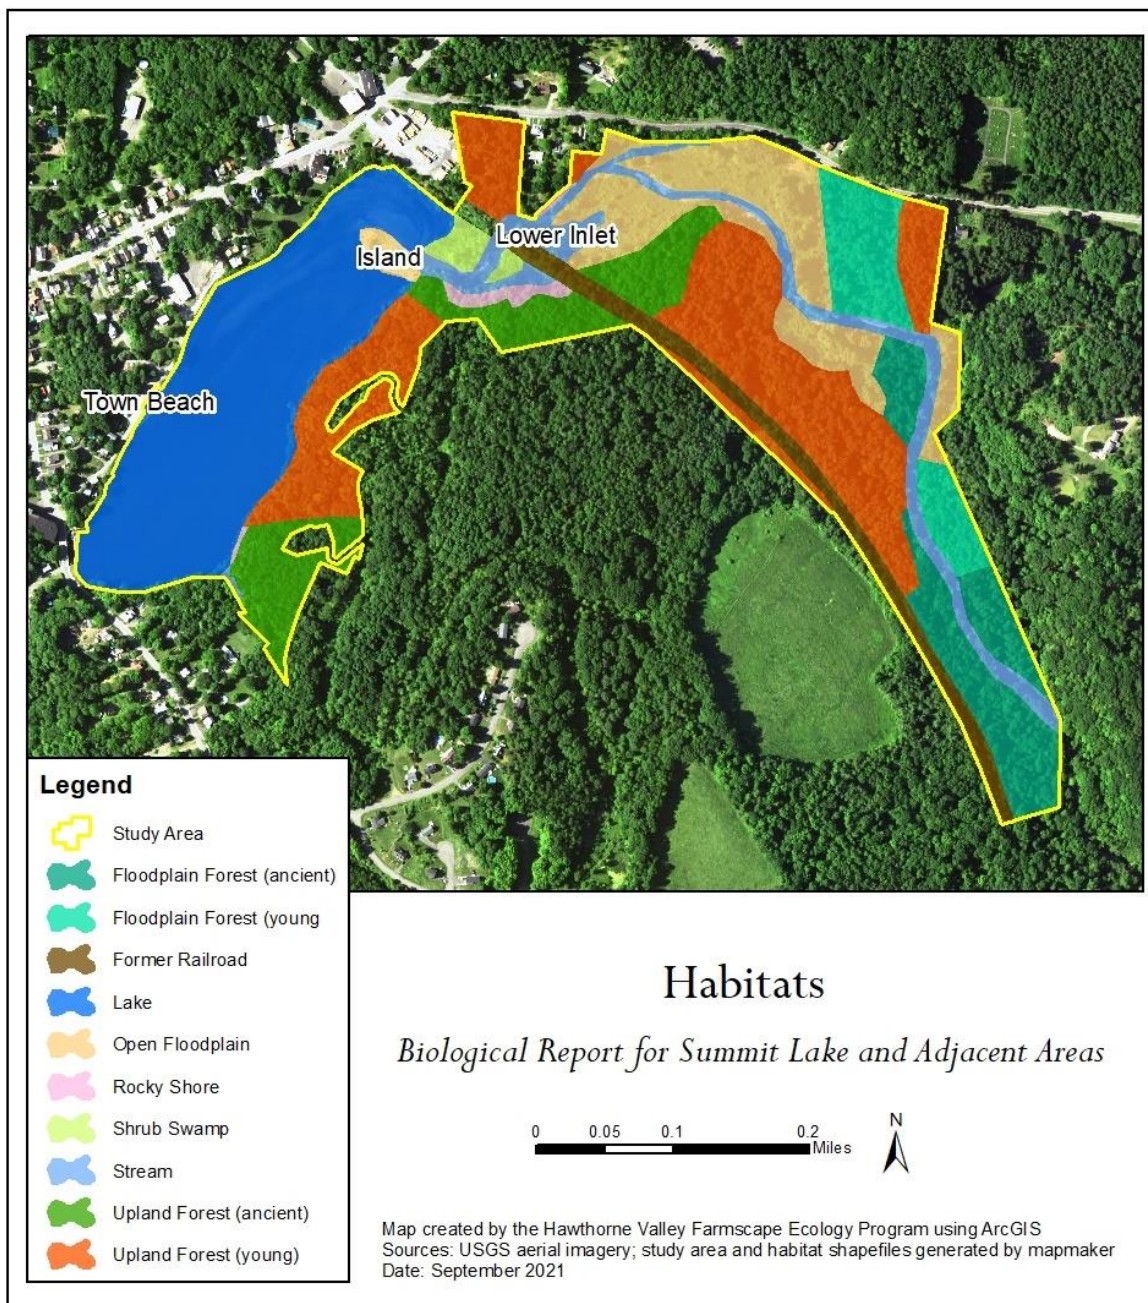 Lower Inlet
Island
Town Beach
Legend
Study Area
Floodplain Forest (ancient)
Floodplain Forest (young
Former Railroad
Lake
Open Floodplain
Rocky Shore
Shrub Swamp
Stream
Upland Forest (ancient)
Upland Forest (young)
Habitats
Biological Report for Summit Lake and Adjacent Areas
0 0.05 0.1 0.2
Miles
N
Map created by the Hawthorne Valley Farmscape Ecology Program using ArcGIS
Sources: USGS aerial imagery; study area and habitat shapefiles generated by mapmaker
Date: September 2021